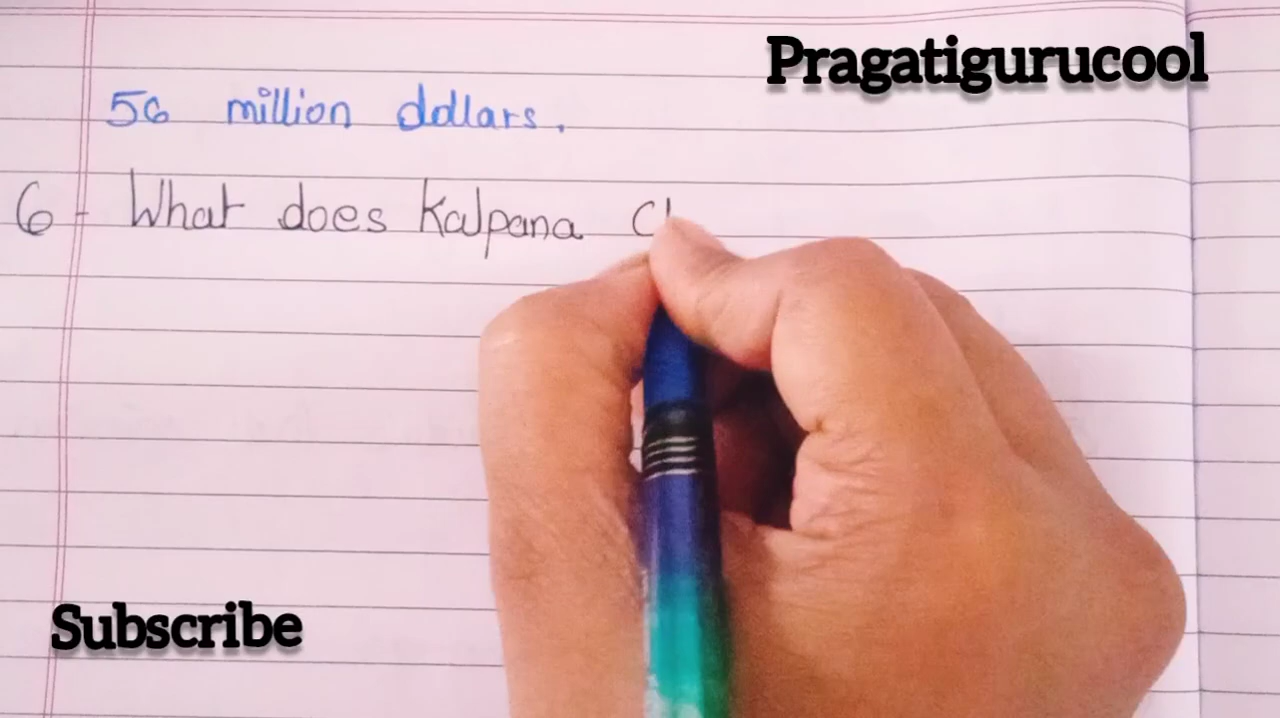 Pragatigurucool
56 million dollars.
6- What does Kalpana
Subscribe